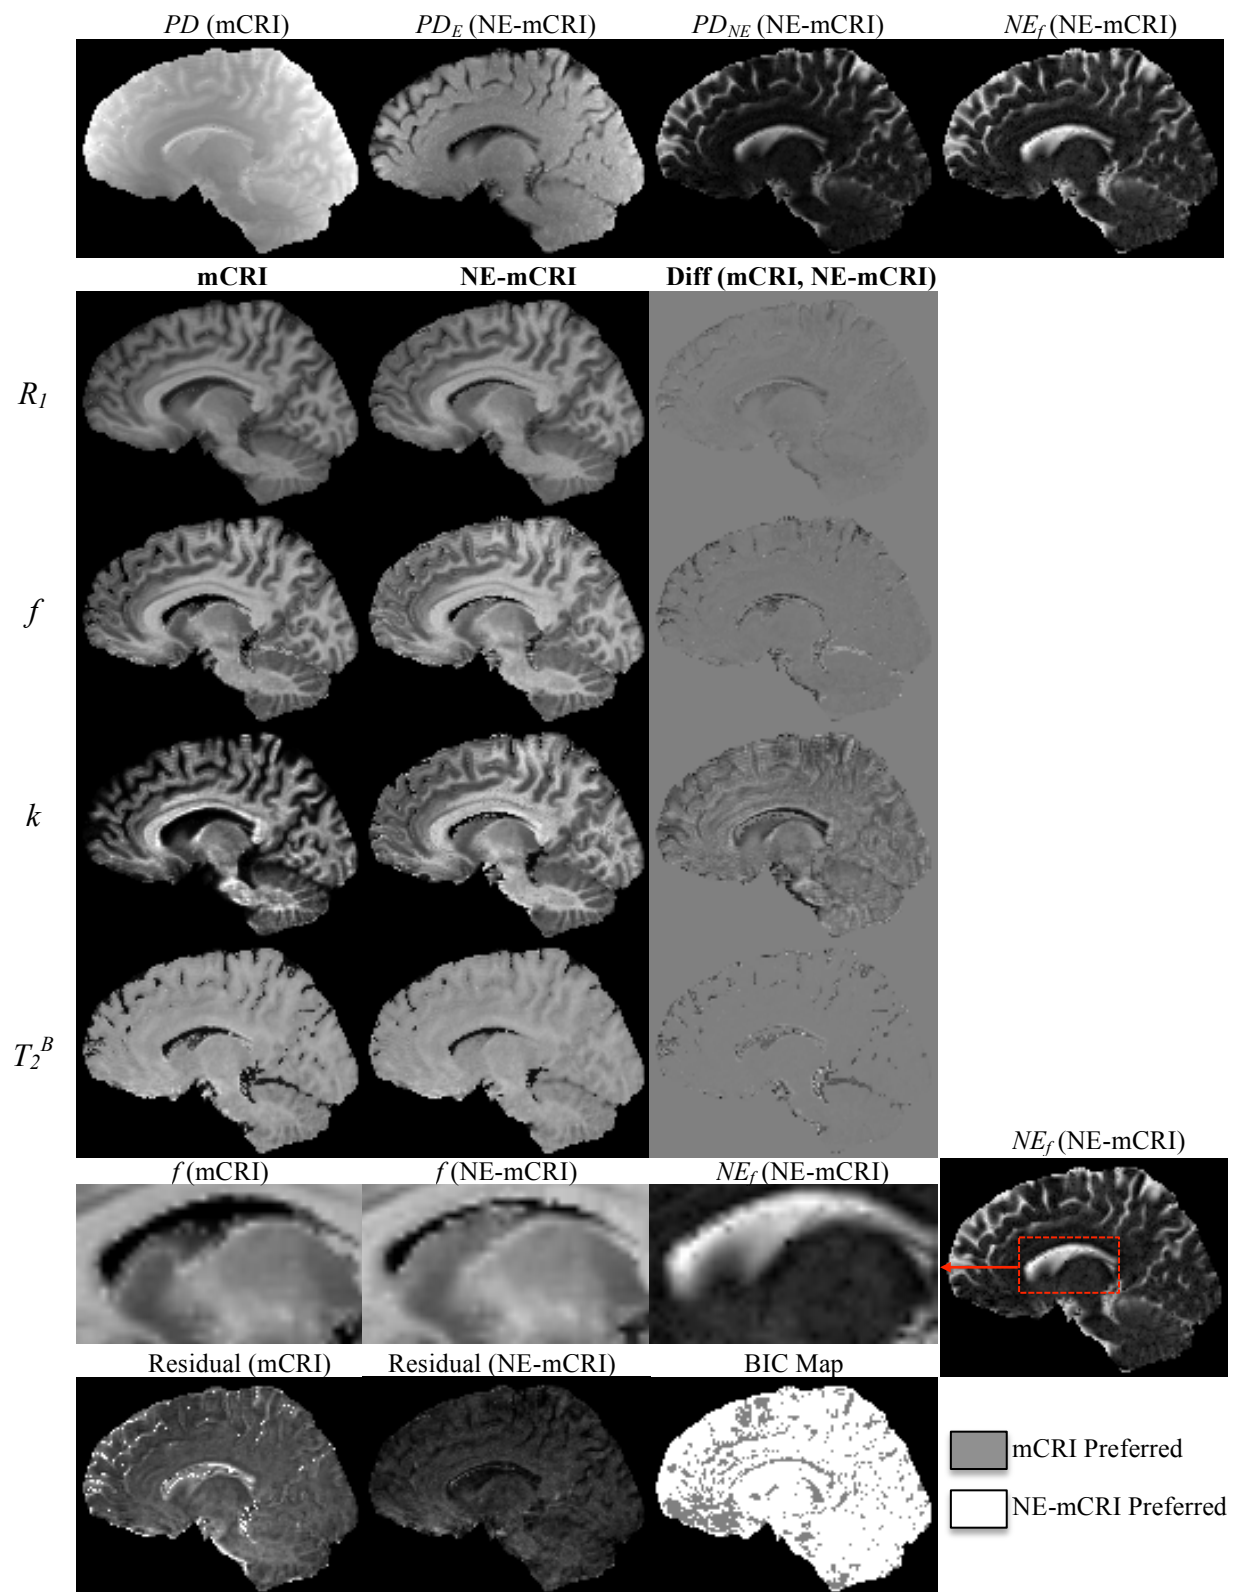 PD (mCRI) PD_E (NE-mCRI) PD_NE (NE-mCRI) NE_f (NE-mCRI)
mCRI NE-mCRI Diff (mCRI, NE-mCRI)
R_1
f
k
T_2^B
NE_f (NE-mCRI)
f (mCRI) f (NE-mCRI) NE_f (NE-mCRI)
Residual (mCRI) Residual (NE-mCRI) BIC Map
mCRI Preferred
NE-mCRI Preferred